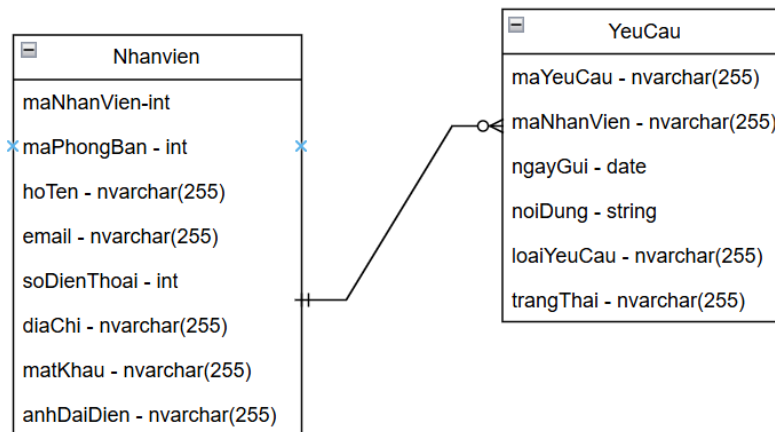 Nhanvien
maNhanVien-int
maPhongBan - int
hoTen - nvarchar(255)
email - nvarchar(255)
soDienThoai - int
diaChi - nvarchar(255)
matKhau - nvarchar(255)
anhDaiDien - nvarchar(255)
YeuCau
maYeuCau - nvarchar(255)
maNhanVien - nvarchar(255)
ngayGui - date
noiDung - string
loaiYeuCau - nvarchar(255)
trangThai - nvarchar(255)